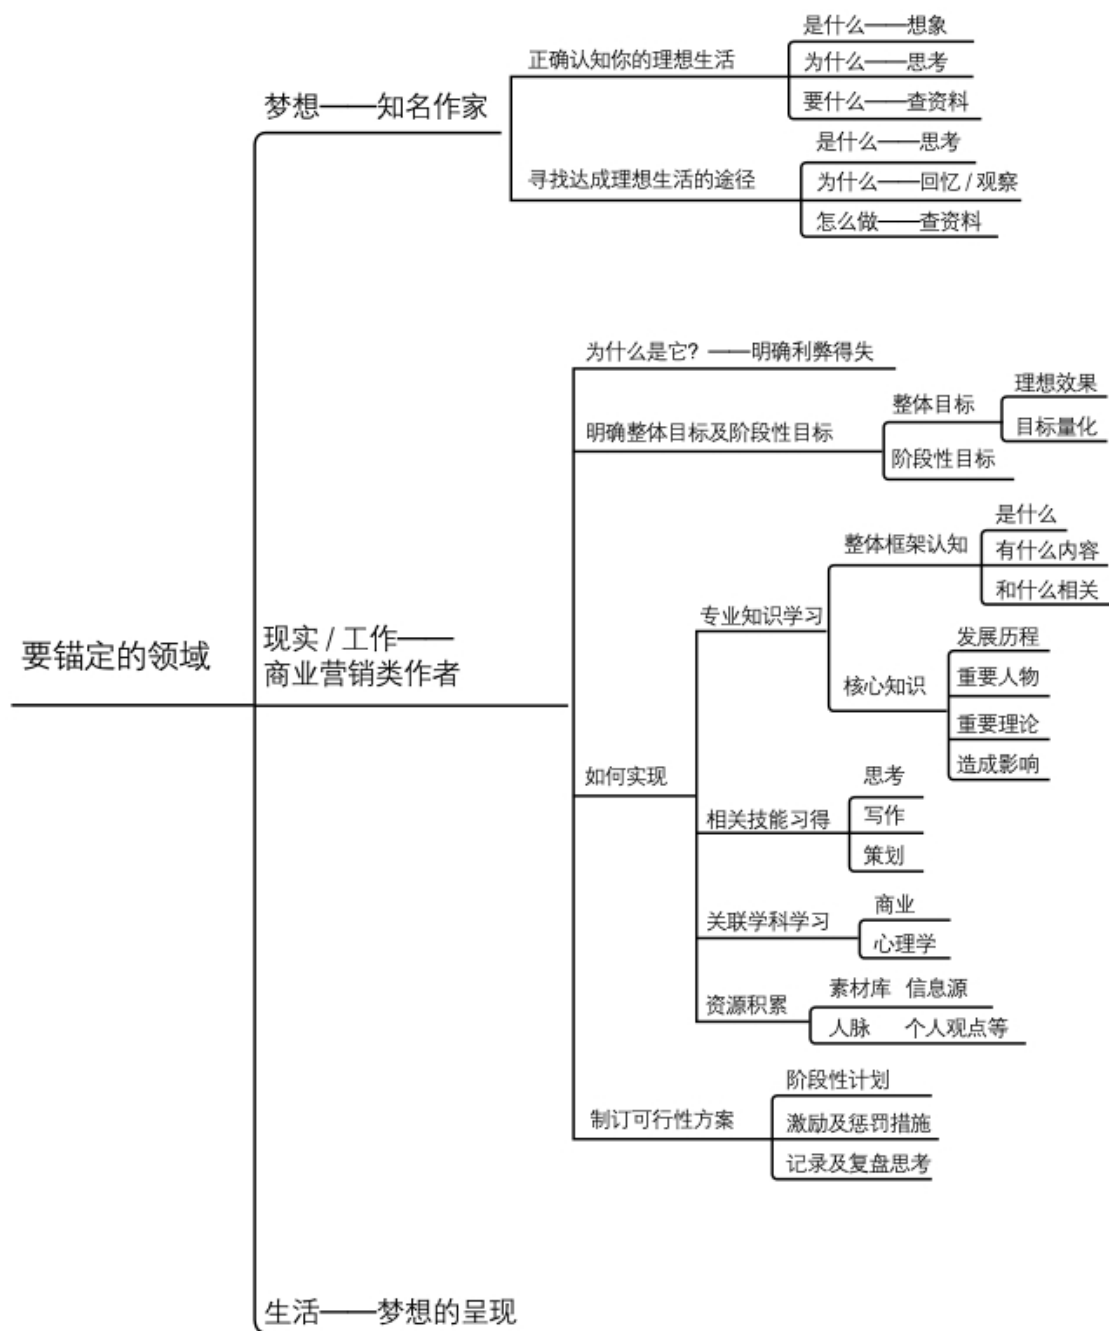 要锚定的领域
梦想——知名作家
正确认知你的理想生活
是什么——想象
为什么——思考
要什么——查资料
寻找达成理想生活的途径
是什么——思考
为什么——回忆 / 观察
怎么做——查资料
现实 / 工作——
商业营销类作者
为什么是它? ——明确利弊得失
明确整体目标及阶段性目标
整体目标
理想效果
目标量化
阶段性目标
如何实现
专业知识学习
整体框架认知
是什么
有什么内容
和什么相关
核心知识
发展历程
重要人物
重要理论
造成影响
相关技能习得
思考
写作
策划
关联学科学习
商业
心理学
资源积累
素材库 信息源
人脉 个人观点等
制订可行性方案
阶段性计划
激励及惩罚措施
记录及复盘思考
生活——梦想的呈现